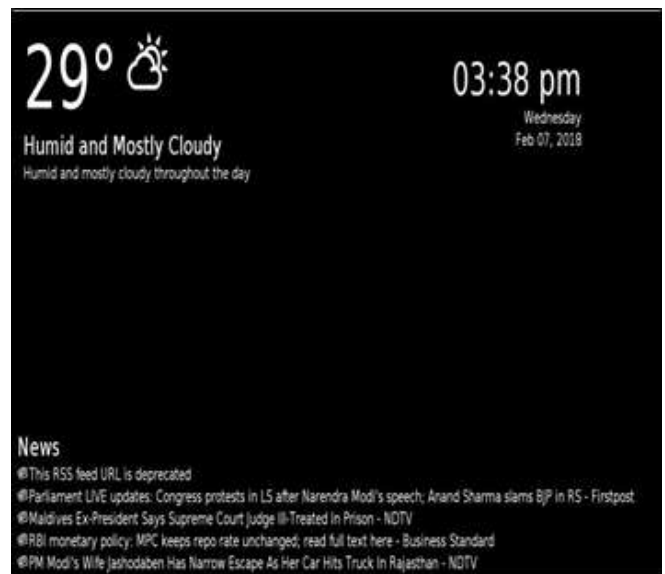 29°
03:38 pm
Wednesday
Feb 07, 2018
Humid and Mostly Cloudy
Humid and mostly cloudy throughout the day
News
This RSS feed URL is deprecated
Parliament LIVE updates: Congress protests in LS after Narendra Modi's speech; Anand Sharma slams BJP in RS - Firstpost
Maldives Ex-President Says Supreme Court Judge Ill-Treated In Prison - NDTV
RBI monetary policy: MPC keeps repo rate unchanged; read full text here - Business Standard
PM Modi's Wife Jashodaben Has Narrow Escape As Her Car Hits Truck In Rajasthan - NDTV